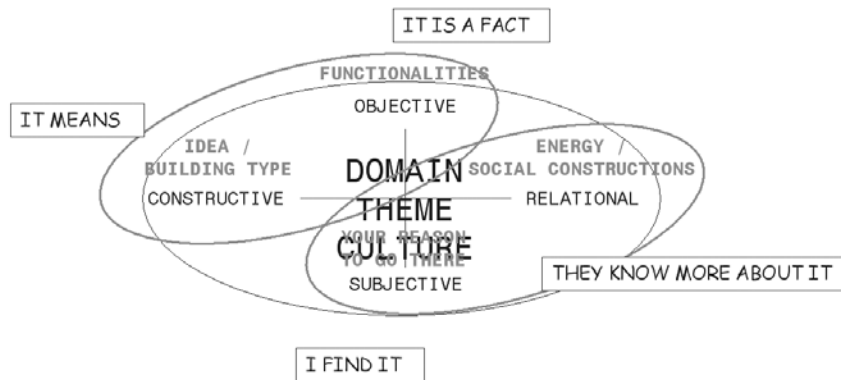 IT IS A FACT
FUNCTIONALITIES
OBJECTIVE
IT MEANS
IDEA /
BUILDING TYPE
CONSTRUCTIVE
ENERGY /
SOCIAL CONSTRUCTIONS
RELATIONAL
DOMAIN
THEME
CULTURE
YOUR REASON
TO GO THERE
SUBJECTIVE
THEY KNOW MORE ABOUT IT
I FIND IT